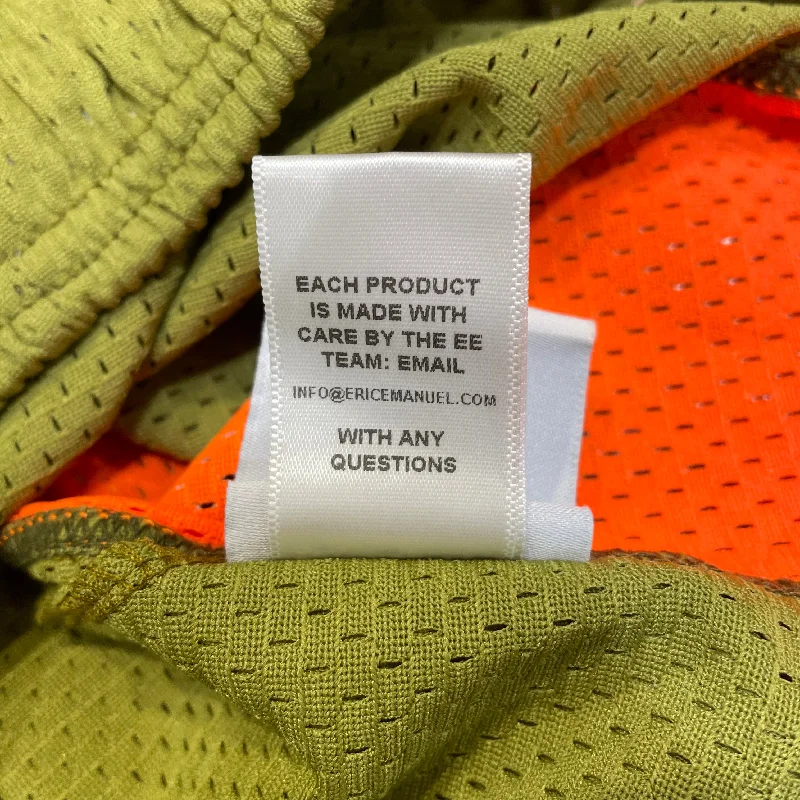 EACH PRODUCT
IS MADE WITH
CARE BY THE EE
TEAM: EMAIL
INFO@ERICEMANUEL.COM
WITH ANY
QUESTIONS